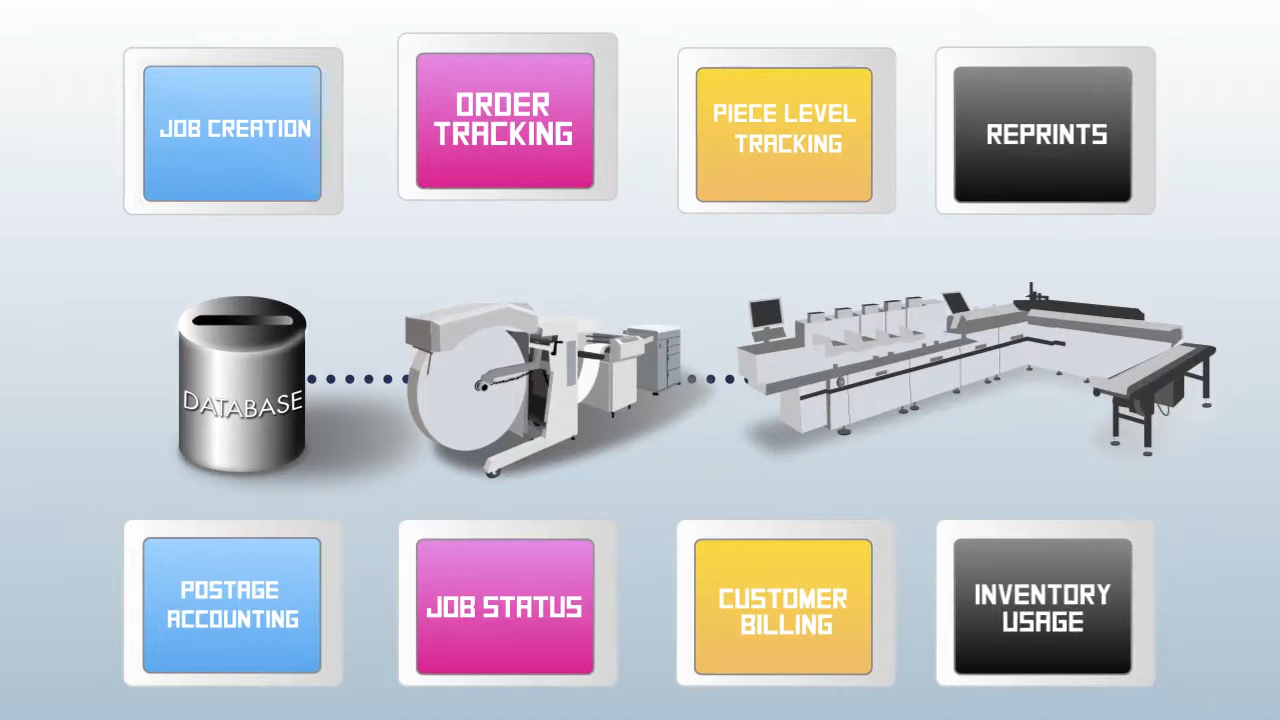 JOB CREATION
ORDER
TRACKING
PIECE LEVEL
TRACKING
REPRINTS
DATABASE
POSTAGE
ACCOUNTING
JOB STATUS
CUSTOMER
BILLING
INVENTORY
USAGE